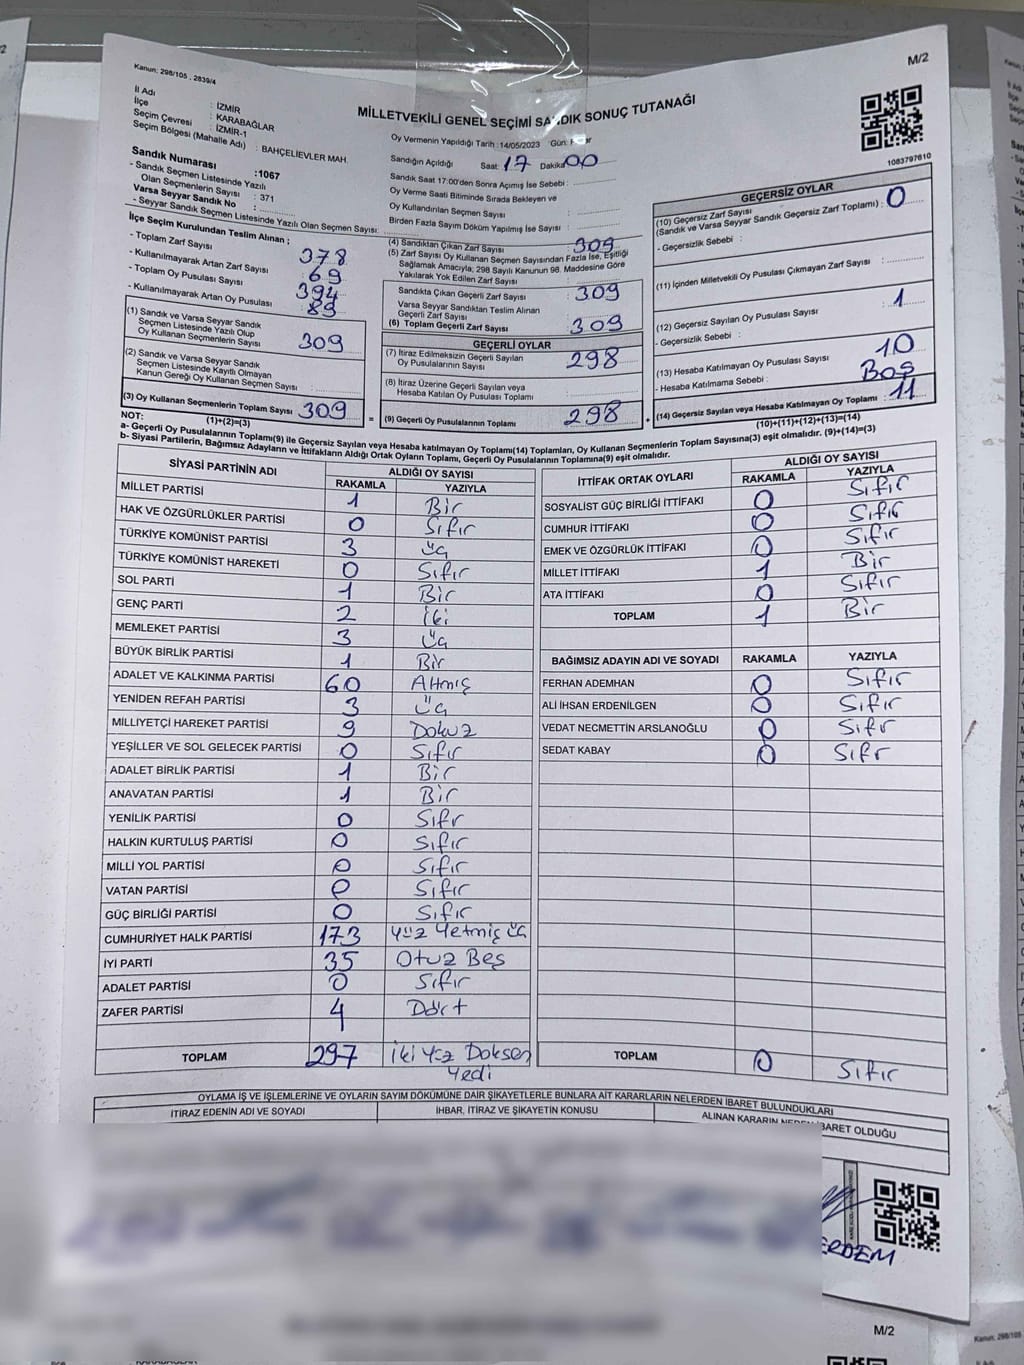 M/2
Kanun; 298/105 . 2839/4
MİLLETVEKİLİ GENEL SEÇİMİ SANDIK SONUÇ TUTANAĞI
İl Adı : İZMİR
İlçe : KARABAĞLAR
Seçim Çevresi : İZMİR-1
Seçim Bölgesi (Mahalle Adı) : BAHÇELİEVLER MAH.
Oy Vermenin Yapıldığı Tarih :14/05/2023 Gün:
Sandığın Açıldığı Saat: 17 Dakika 00
Sandık Saat 17:00'den Sonra Açmış İse Sebebi :
Oy Verme Saati Bitiminde Sırada Bekleyen ve
Oy Kullandırılan Seçmen Sayısı :
Birden Fazla Sayım Döküm Yapılmış İse Sayısı :
1083797610
Sandık Numarası :1067
- Sandık Seçmen Listesinde Yazılı
Olan Seçmenlerin Sayısı : 371
Varsa Seyyar Sandık No :
- Seyyar Sandık Seçmen Listesinde Yazılı Olan Seçmen Sayısı:
İlçe Seçim Kurulundan Teslim Alınan ;
- Toplam Zarf Sayısı 378
- Kullanılmayarak Artan Zarf Sayısı 69
- Toplam Oy Pusulası Sayısı 394
- Kullanılmayarak Artan Oy Pusulası : 85
(1) Sandık ve Varsa Seyyar Sandık
Seçmen Listesinde Yazılı Olup
Oy Kullanan Seçmenlerin Sayısı : 309
(2) Sandık ve Varsa Seyyar Sandık
Seçmen Listesinde Kayıtlı Olmayan
Kanun Gereği Oy Kullanan Seçmen Sayısı :
(3) Oy Kullanan Seçmenlerin Toplam Sayısı 309
(1)+(2)=(3)
(4) Sandıktan Çıkan Zarf Sayısı : 309
(5) Zarf Sayısı Oy Kullanan Seçmen Sayısından Fazla İse, Eşitliği
Sağlamak Amacıyla; 298 Sayılı Kanunun 98. Maddesine Göre
Yakılarak Yok Edilen Zarf Sayısı :
Sandıkta Çıkan Geçerli Zarf Sayısı : 309
Varsa Seyyar Sandıktan Teslim Alınan
Geçerli Zarf Sayısı :
(6) Toplam Geçerli Zarf Sayısı : 309
GEÇERLİ OYLAR
(7) İtiraz Edilmeksizin Geçerli Sayılan
Oy Pusulalarının Sayısı : 298
(8) İtiraz Üzerine Geçerli Sayılan veya
Hesaba Katılan Oy Pusulası Toplamı :
= (9) Geçerli Oy Pusulalarının Toplamı 298
GEÇERSİZ OYLAR
(10) Geçersiz Zarf Sayısı
(Sandık ve Varsa Seyyar Sandık Geçersiz Zarf Toplamı) : 0
- Geçersizlik Sebebi :
(11) İçinden Milletvekili Oy Pusulası Çıkmayan Zarf Sayısı :
(12) Geçersiz Sayılan Oy Pusulası Sayısı : 1
- Geçersizlik Sebebi :
(13) Hesaba Katılmayan Oy Pusulası Sayısı 10
- Hesaba Katılmama Sebebi : Boş
+ (14) Geçersiz Sayılan veya Hesaba Katılmayan Oy Toplamı : 11
(10)+(11)+(12)+(13)=(14)
NOT:
a- Geçerli Oy Pusulalarının Toplamı(9) ile Geçersiz Sayılan veya Hesaba katılmayan Oy Toplamı(14) Toplamları, Oy Kullanan Seçmenlerin Toplam Sayısına(3) eşit olmalıdır. (9)+(14)=(3)
b- Siyasi Partilerin, Bağımsız Adayların ve İttifakların Aldığı Ortak Oyların Toplamı, Geçerli Oy Pusulalarının Toplamına(9) eşit olmalıdır.
SİYASİ PARTİNİN ADI ALDIĞI OY SAYISI
RAKAMLA YAZIYLA
MİLLET PARTİSİ 1 Bir
HAK VE ÖZGÜRLÜKLER PARTİSİ 0 Sıfır
TÜRKİYE KOMÜNİST PARTİSİ 3 Üç
TÜRKİYE KOMÜNİST HAREKETİ 0 Sıfır
SOL PARTİ 1 Bir
GENÇ PARTİ 2 İki
MEMLEKET PARTİSİ 3 Üç
BÜYÜK BİRLİK PARTİSİ 1 Bir
ADALET VE KALKINMA PARTİSİ 60 Altmış
YENİDEN REFAH PARTİSİ 3 Üç
MİLLİYETÇİ HAREKET PARTİSİ 9 Dokuz
YEŞİLLER VE SOL GELECEK PARTİSİ 0 Sıfır
ADALET BİRLİK PARTİSİ 1 Bir
ANAVATAN PARTİSİ 1 Bir
YENİLİK PARTİSİ 0 Sıfır
HALKIN KURTULUŞ PARTİSİ 0 Sıfır
MİLLİ YOL PARTİSİ 0 Sıfır
VATAN PARTİSİ 0 Sıfır
GÜÇ BİRLİĞİ PARTİSİ 0 Sıfır
CUMHURİYET HALK PARTİSİ 173 Yüz Yetmiş Üç
İYİ PARTİ 35 Otuz Beş
ADALET PARTİSİ 0 Sıfır
ZAFER PARTİSİ 4 Dört
TOPLAM 297 İki Yüz Doksen
Yedi
İTTİFAK ORTAK OYLARI ALDIĞI OY SAYISI
RAKAMLA YAZIYLA
SOSYALİST GÜÇ BİRLİĞİ İTTİFAKI 0 Sıfır
CUMHUR İTTİFAKI 0 Sıfır
EMEK VE ÖZGÜRLÜK İTTİFAKI 0 Sıfır
MİLLET İTTİFAKI 1 Bir
ATA İTTİFAKI 0 Sıfır
TOPLAM 1 Bir
BAĞIMSIZ ADAYIN ADI VE SOYADI RAKAMLA YAZIYLA
FERHAN ADEMHAN 0 Sıfır
ALİ İHSAN ERDENİLGEN 0 Sıfır
VEDAT NECMETTİN ARSLANOĞLU 0 Sıfır
SEDAT KABAY 0 Sıfr
TOPLAM 0 Sıfır
OYLAMA İŞ VE İŞLEMLERİNE VE OYLARIN SAYIM DÖKÜMÜNE DAİR ŞİKAYETLERLE BUNLARA AİT KARARLARIN NELERDEN İBARET BULUNDUKLARI
İTİRAZ EDENİN ADI VE SOYADI İHBAR, İTİRAZ VE ŞİKAYETİN KONUSU ALINAN KARARIN NEDEN İBARET OLDUĞU
ERDEM
M/2
Kanun; 298/105